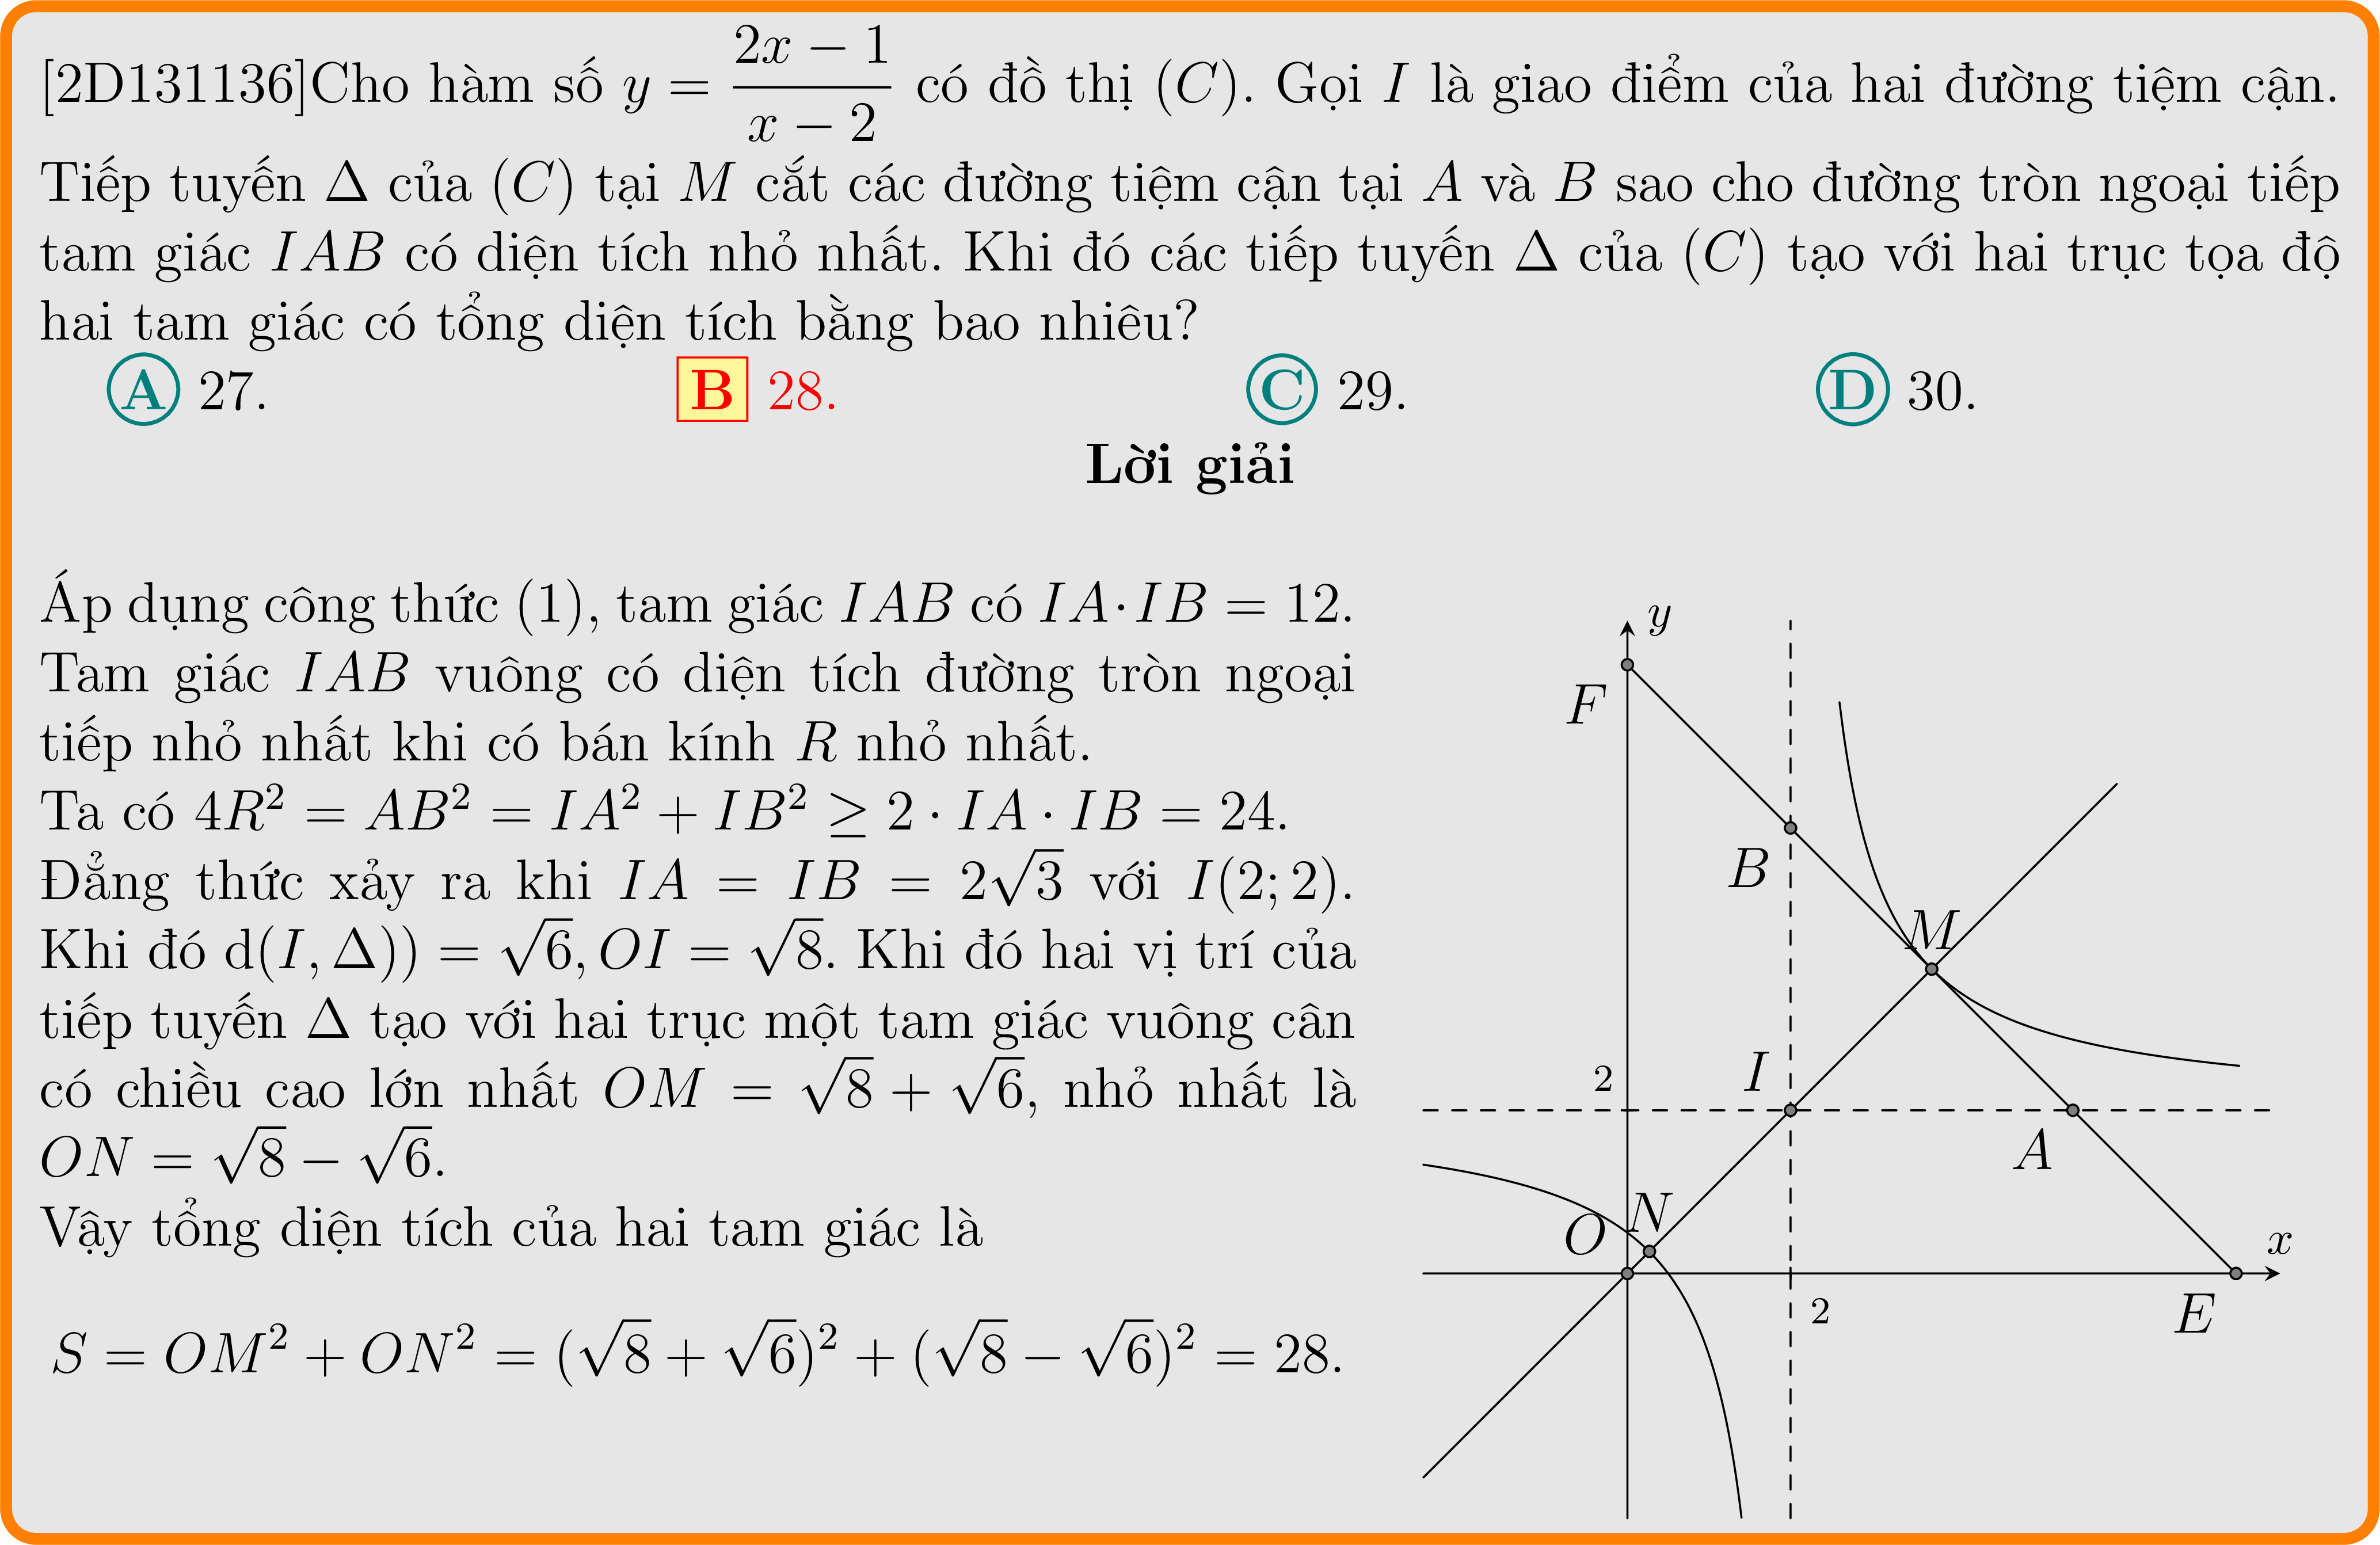 [2D131136]Cho hàm số $y = \dfrac{2x-1}{x-2}$ có đồ thị $(C)$. Gọi $I$ là giao điểm của hai đường tiệm cận.
Tiếp tuyến $\Delta$ của $(C)$ tại $M$ cắt các đường tiệm cận tại $A$ và $B$ sao cho đường tròn ngoại tiếp
tam giác $IAB$ có diện tích nhỏ nhất. Khi đó các tiếp tuyến $\Delta$ của $(C)$ tạo với hai trục tọa độ
hai tam giác có tổng diện tích bằng bao nhiêu?
A 27. B 28. C 29. D 30.
Lời giải
Áp dụng công thức (1), tam giác $IAB$ có $IA \cdot IB = 12$.
Tam giác $IAB$ vuông có diện tích đường tròn ngoại
tiếp nhỏ nhất khi có bán kính $R$ nhỏ nhất.
Ta có $4R^2 = AB^2 = IA^2 + IB^2 \geq 2 \cdot IA \cdot IB = 24$.
Đẳng thức xảy ra khi $IA = IB = 2\sqrt{3}$ với $I(2; 2)$.
Khi đó $\mathrm{d}(I, \Delta)) = \sqrt{6}, OI = \sqrt{8}$. Khi đó hai vị trí của
tiếp tuyến $\Delta$ tạo với hai trục một tam giác vuông cân
có chiều cao lớn nhất $OM = \sqrt{8} + \sqrt{6}$, nhỏ nhất là
$ON = \sqrt{8} - \sqrt{6}$.
Vậy tổng diện tích của hai tam giác là
$S = OM^2 + ON^2 = (\sqrt{8} + \sqrt{6})^2 + (\sqrt{8} - \sqrt{6})^2 = 28.$
y
F
B
M
2
I
A
N
O
x
2
E